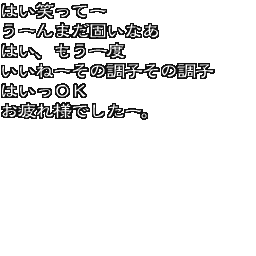 はい笑って～
う～んまだ固いなあ
はい、もう一度
いいね～その調子その調子
はいっＯＫ
お疲れ様でした～。